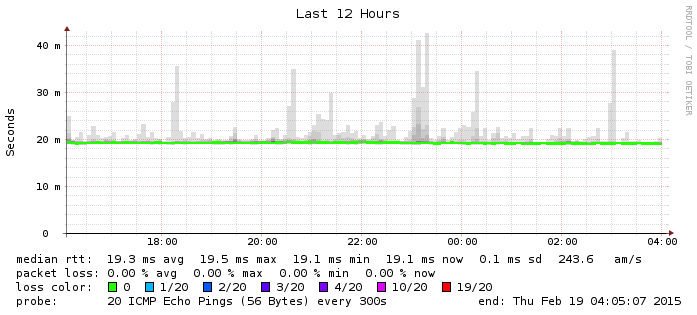 Last 12 Hours
RRDTOOL / TOBI OETIKER
Seconds
40 m
30 m
20 m
10 m
0
18:00 20:00 22:00 00:00 02:00 04:00
median rtt: 19.3 ms avg 19.5 ms max 19.1 ms min 19.1 ms now 0.1 ms sd 243.6 am/s
packet loss: 0.00 % avg 0.00 % max 0.00 % min 0.00 % now
loss color: 0 1/20 2/20 3/20 4/20 10/20 19/20
probe: 20 ICMP Echo Pings (56 Bytes) every 300s end: Thu Feb 19 04:05:07 2015